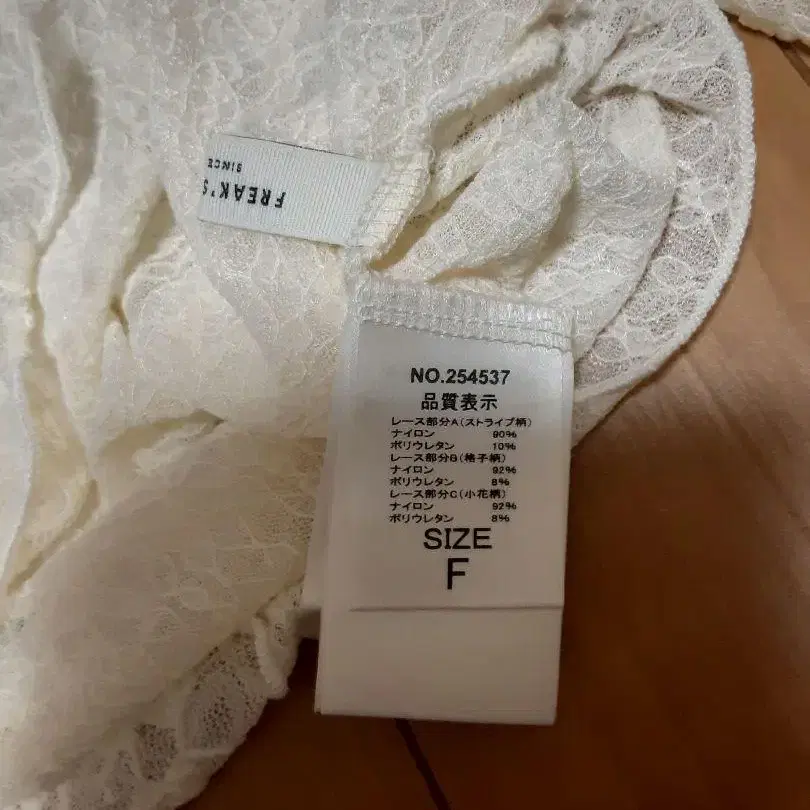 FREAK'S
SINCE
NO.254537
品質表示
レース部分A(ストライプ柄)
ナイロン 90%
ポリウレタン 10%
レース部分B(格子柄)
ナイロン 92%
ポリウレタン 8%
レース部分C(小花柄)
ナイロン 92%
ポリウレタン 8%
SIZE
F